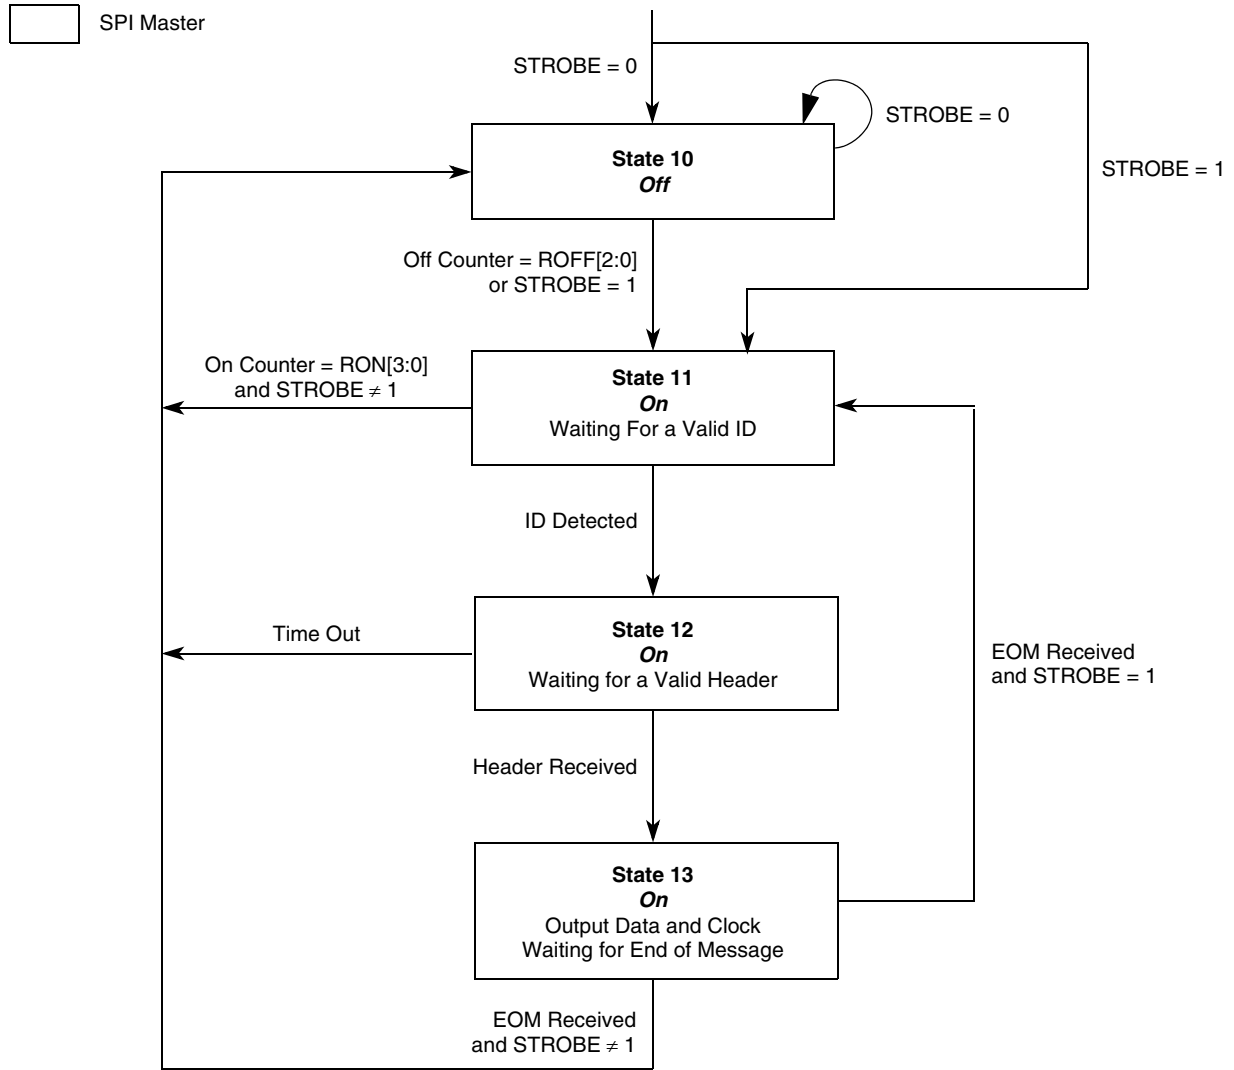 SPI Master
STROBE = 0
STROBE = 0
STROBE = 1
State 10
Off
Off Counter = ROFF[2:0]
or STROBE = 1
On Counter = RON[3:0]
and STROBE ≠ 1
State 11
On
Waiting For a Valid ID
ID Detected
Time Out
State 12
On
Waiting for a Valid Header
EOM Received
and STROBE = 1
Header Received
State 13
On
Output Data and Clock
Waiting for End of Message
EOM Received
and STROBE ≠ 1